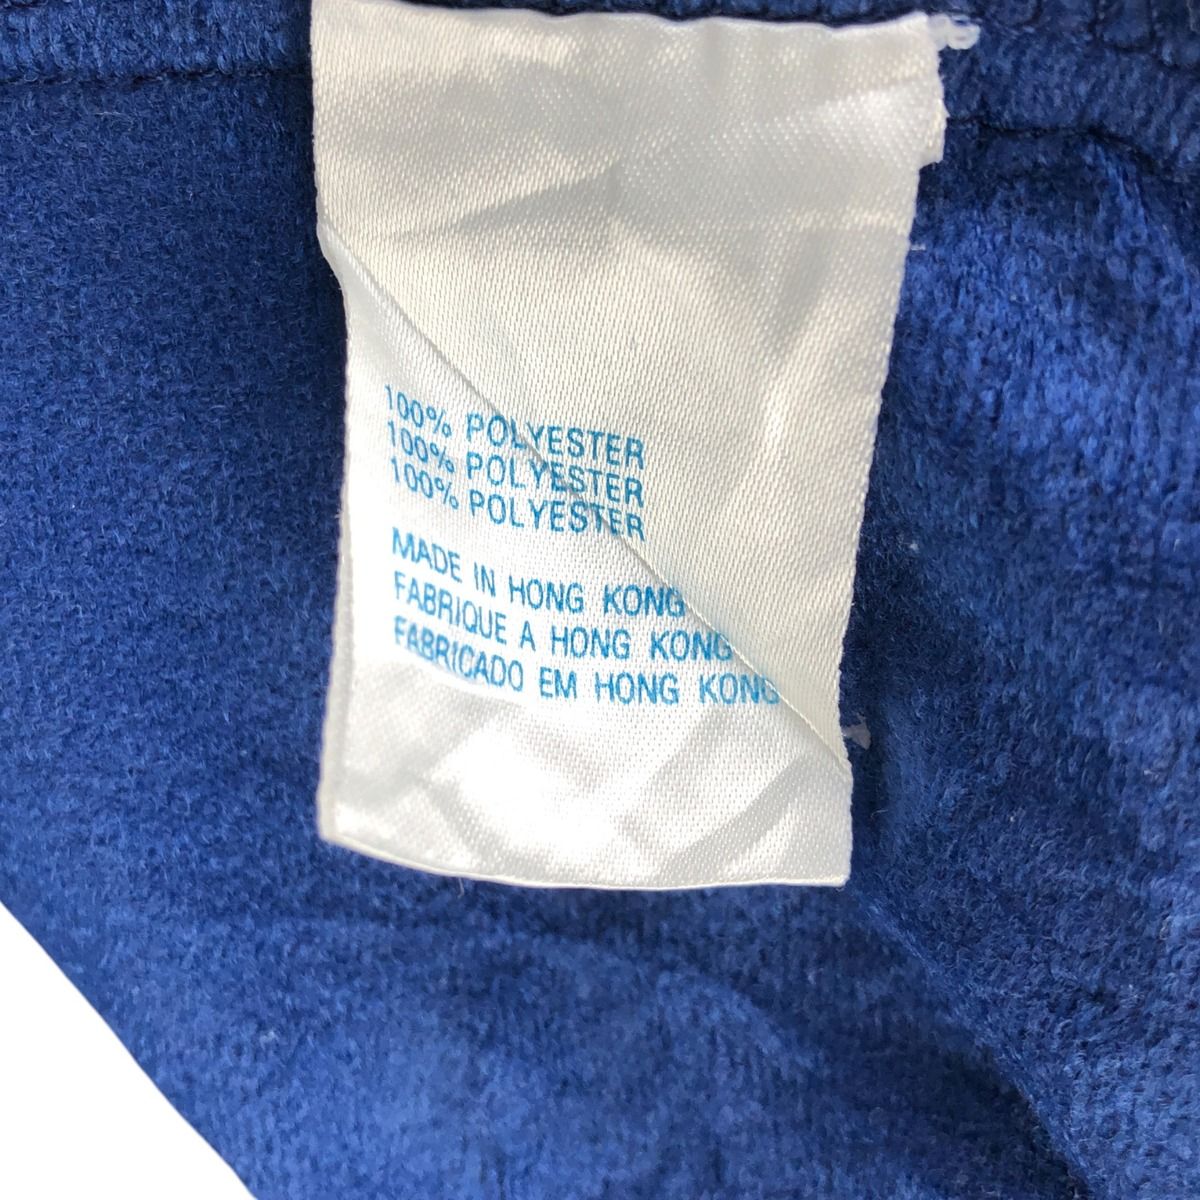 100% POLYESTER
100% POLYESTER
100% POLYESTER
MADE IN HONG KONG
FABRIQUE A HONG KONG
FABRICADO EM HONG KONG